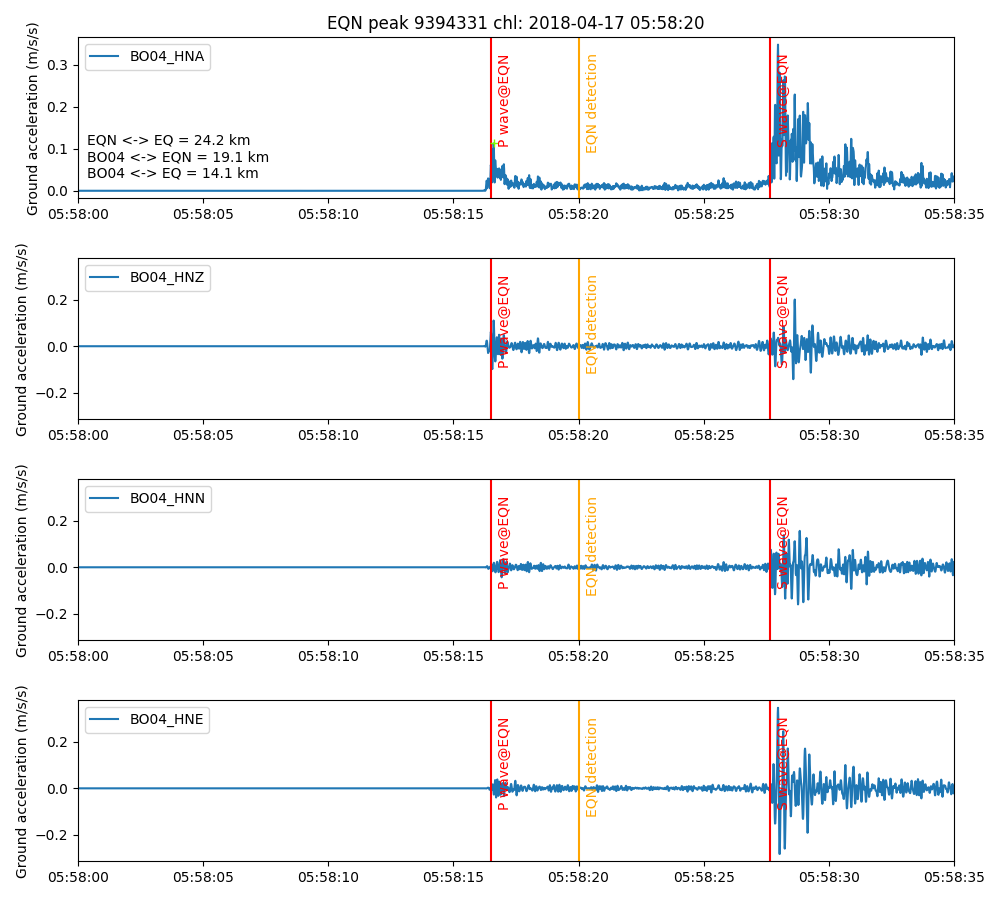 EQN peak 9394331 chl: 2018-04-17 05:58:20
Ground acceleration (m/s/s)
0.3
0.2
0.1
0.0
BO04_HNA
EQN <-> EQ = 24.2 km
BO04 <-> EQN = 19.1 km
BO04 <-> EQ = 14.1 km
P wave@EQN
EQN detection
S wave@EQN
05:58:00 05:58:05 05:58:10 05:58:15 05:58:20 05:58:25 05:58:30 05:58:35
Ground acceleration (m/s/s)
0.2
0.0
−0.2
BO04_HNZ
P wave@EQN
EQN detection
S wave@EQN
05:58:00 05:58:05 05:58:10 05:58:15 05:58:20 05:58:25 05:58:30 05:58:35
Ground acceleration (m/s/s)
0.2
0.0
−0.2
BO04_HNN
P wave@EQN
EQN detection
S wave@EQN
05:58:00 05:58:05 05:58:10 05:58:15 05:58:20 05:58:25 05:58:30 05:58:35
Ground acceleration (m/s/s)
0.2
0.0
−0.2
BO04_HNE
P wave@EQN
EQN detection
S wave@EQN
05:58:00 05:58:05 05:58:10 05:58:15 05:58:20 05:58:25 05:58:30 05:58:35